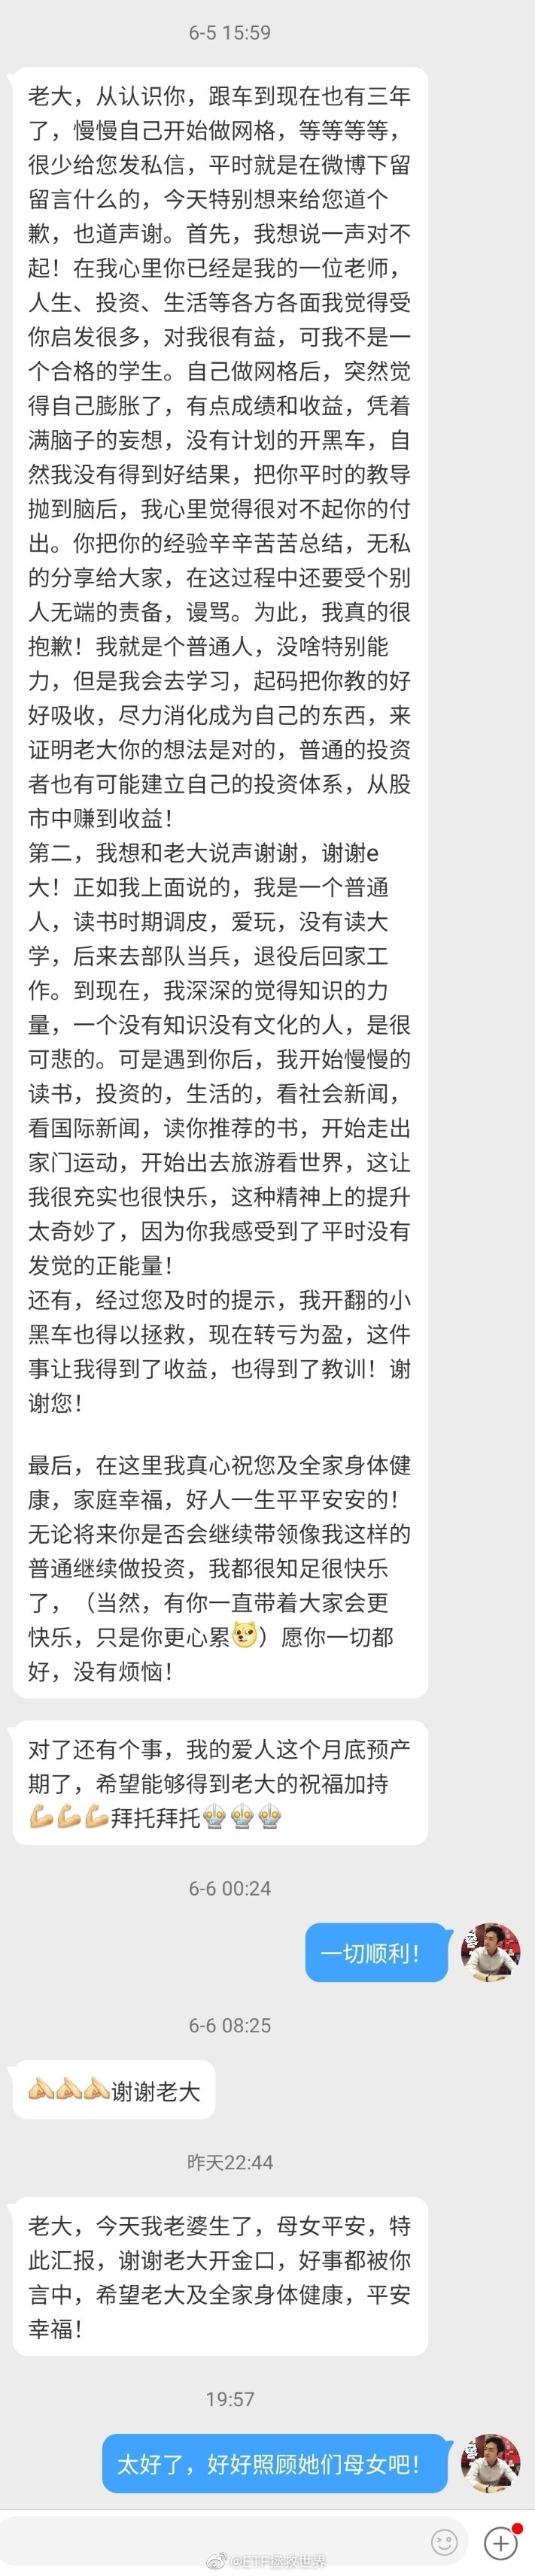 6-5 15:59
老大，从认识你，跟车到现在也有三年
了，慢慢自己开始做网格，等等等等，
很少给您发私信，平时就是在微博下留
留言什么的，今天特别想来给您道个
歉，也道声谢。首先，我想说一声对不
起！在我心里你已经是我的一位老师，
人生、投资、生活等各方各面我觉得受
你启发很多，对我很有益，可我不是一
个合格的学生。自己做网格后，突然觉
得自己膨胀了，有点成绩和收益，凭着
满脑子的妄想，没有计划的开黑车，自
然我没有得到好结果，把你平时的教导
抛到脑后，我心里觉得很对不起你的付
出。你把你的经验辛辛苦苦总结，无私
的分享给大家，在这过程中还要受个别
人无端的责备，谩骂。为此，我真的很
抱歉！我就是个普通人，没啥特别能
力，但是我会去学习，起码把你教的好
好吸收，尽力消化成为自己的东西，来
证明老大你的想法是对的，普通的投资
者也有可能建立自己的投资体系，从股
市中赚到收益！
第二，我想和老大说声谢谢，谢谢e
大！正如我上面说的，我是一个普通
人，读书时期调皮，爱玩，没有读大
学，后来去部队当兵，退役后回家工
作。到现在，我深深的觉得知识的力
量，一个没有知识没有文化的人，是很
可悲的。可是遇到你后，我开始慢慢的
读书，投资的，生活的，看社会新闻，
看国际新闻，读你推荐的书，开始走出
家门运动，开始出去旅游看世界，这让
我很充实也很快乐，这种精神上的提升
太奇妙了，因为你我感受到了平时没有
发觉的正能量！
还有，经过您及时的提示，我开翻的小
黑车也得以拯救，现在转亏为盈，这件
事让我得到了收益，也得到了教训！谢
谢您！
最后，在这里我真心祝您及全家身体健
康，家庭幸福，好人一生平平安安的！
无论将来你是否会继续带领像我这样的
普通继续做投资，我都很知足很快乐
了，（当然，有你一直带着大家会更
快乐，只是你更心累）愿你一切都
好，没有烦恼！
对了还有个事，我的爱人这个月底预产
期了，希望能够得到老大的祝福加持
💪💪💪拜托拜托
6-6 00:24
一切顺利！
6-6 08:25
谢谢老大
昨天22:44
老大，今天我老婆生了，母女平安，特
此汇报，谢谢老大开金口，好事都被你
言中，希望老大及全家身体健康，平安
幸福！
19:57
太好了，好好照顾她们母女吧！
@ETF拯救世界